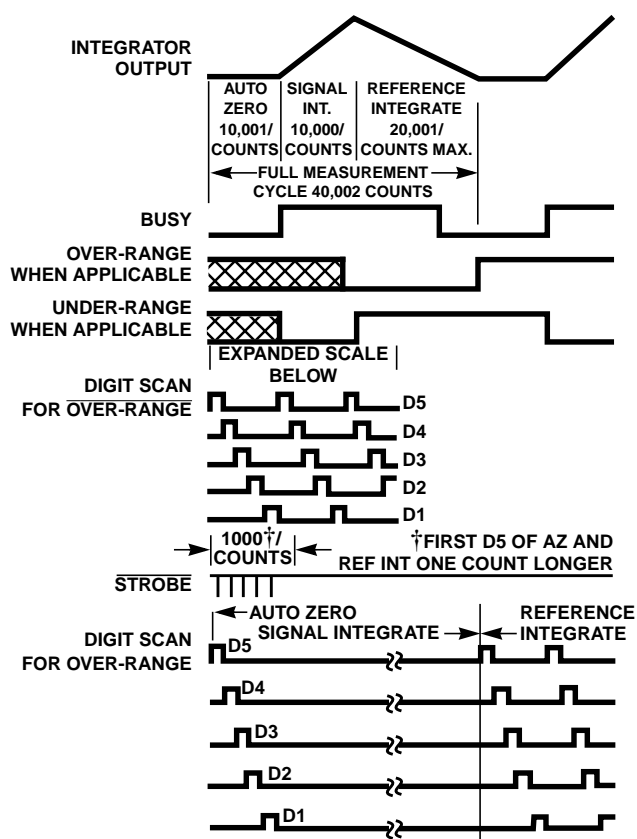 INTEGRATOR
OUTPUT
AUTO
ZERO
10,001/
COUNTS
SIGNAL
INT.
10,000/
COUNTS
REFERENCE
INTEGRATE
20,001/
COUNTS MAX.
FULL MEASUREMENT
CYCLE 40,002 COUNTS
BUSY
OVER-RANGE
WHEN APPLICABLE
UNDER-RANGE
WHEN APPLICABLE
EXPANDED SCALE
BELOW
DIGIT SCAN
FOR OVER-RANGE
D5
D4
D3
D2
D1
1000†/
COUNTS
†FIRST D5 OF AZ AND
REF INT ONE COUNT LONGER
STROBE
AUTO ZERO
SIGNAL INTEGRATE
REFERENCE
INTEGRATE
DIGIT SCAN
FOR OVER-RANGE
D5
D4
D3
D2
D1